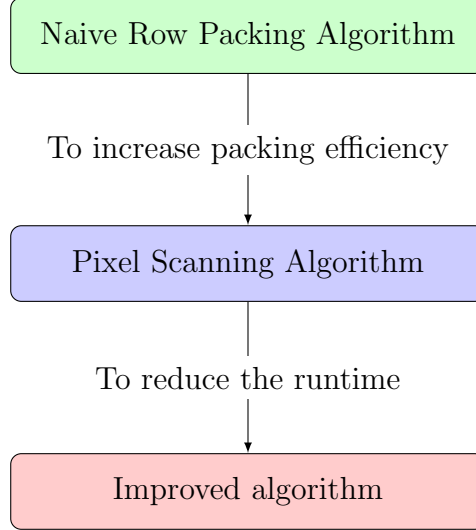 Naive Row Packing Algorithm
To increase packing efficiency
Pixel Scanning Algorithm
To reduce the runtime
Improved algorithm